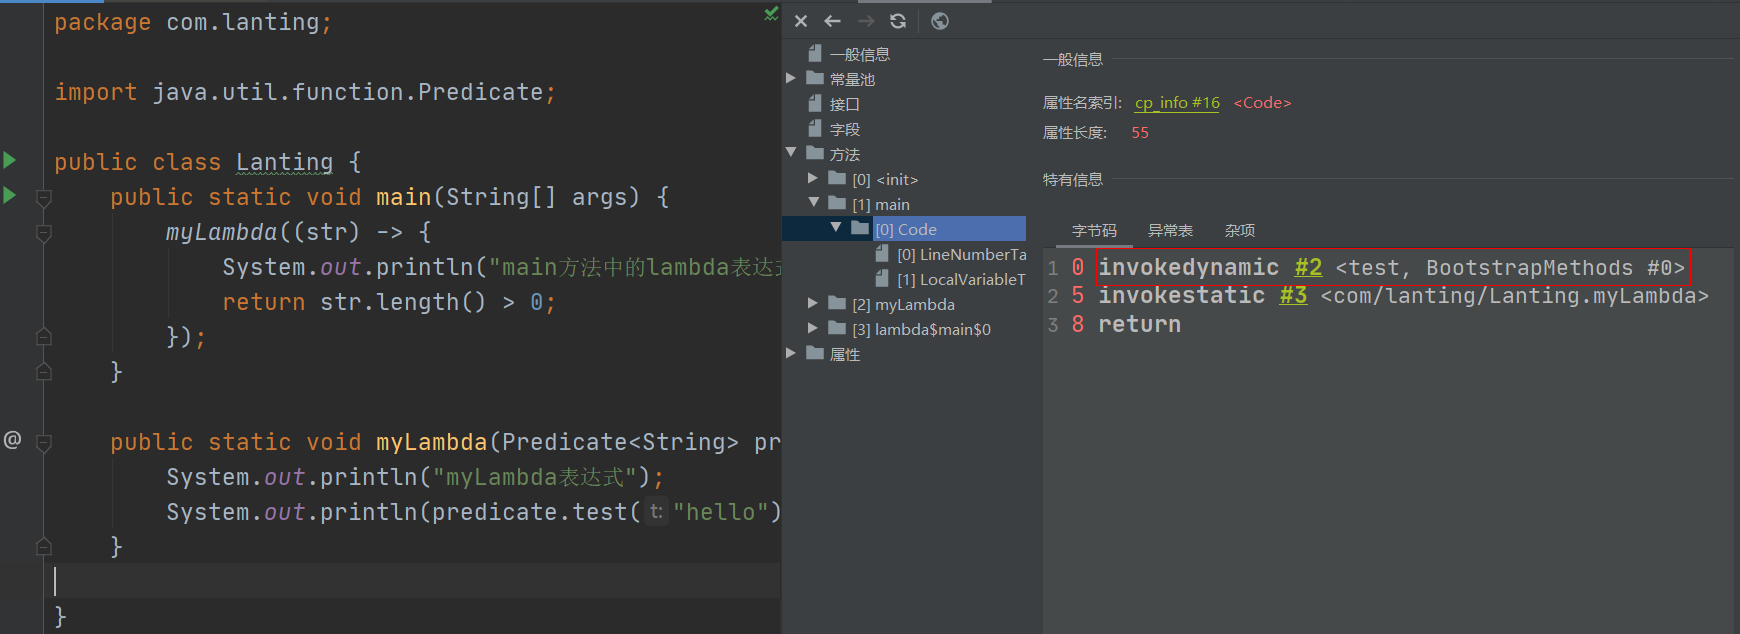 package com.lanting;
import java.util.function.Predicate;
public class Lanting {
public static void main(String[] args) {
myLambda((str) -> {
System.out.println("main方法中的lambda表达
return str.length() > 0;
});
}
@
public static void myLambda(Predicate<String> pr
System.out.println("myLambda表达式");
System.out.println(predicate.test( t: "hello")
}
}
一般信息
常量池
接口
字段
方法
[0] <init>
[1] main
[0] Code
[0] LineNumberTa
[1] LocalVariableT
[2] myLambda
[3] lambda$main$0
属性
一般信息
属性名索引: cp_info #16 <Code>
属性长度: 55
特有信息
字节码 异常表 杂项
1 0 invokedynamic #2 <test, BootstrapMethods #0>
2 5 invokestatic #3 <com/lanting/Lanting.myLambda>
3 8 return